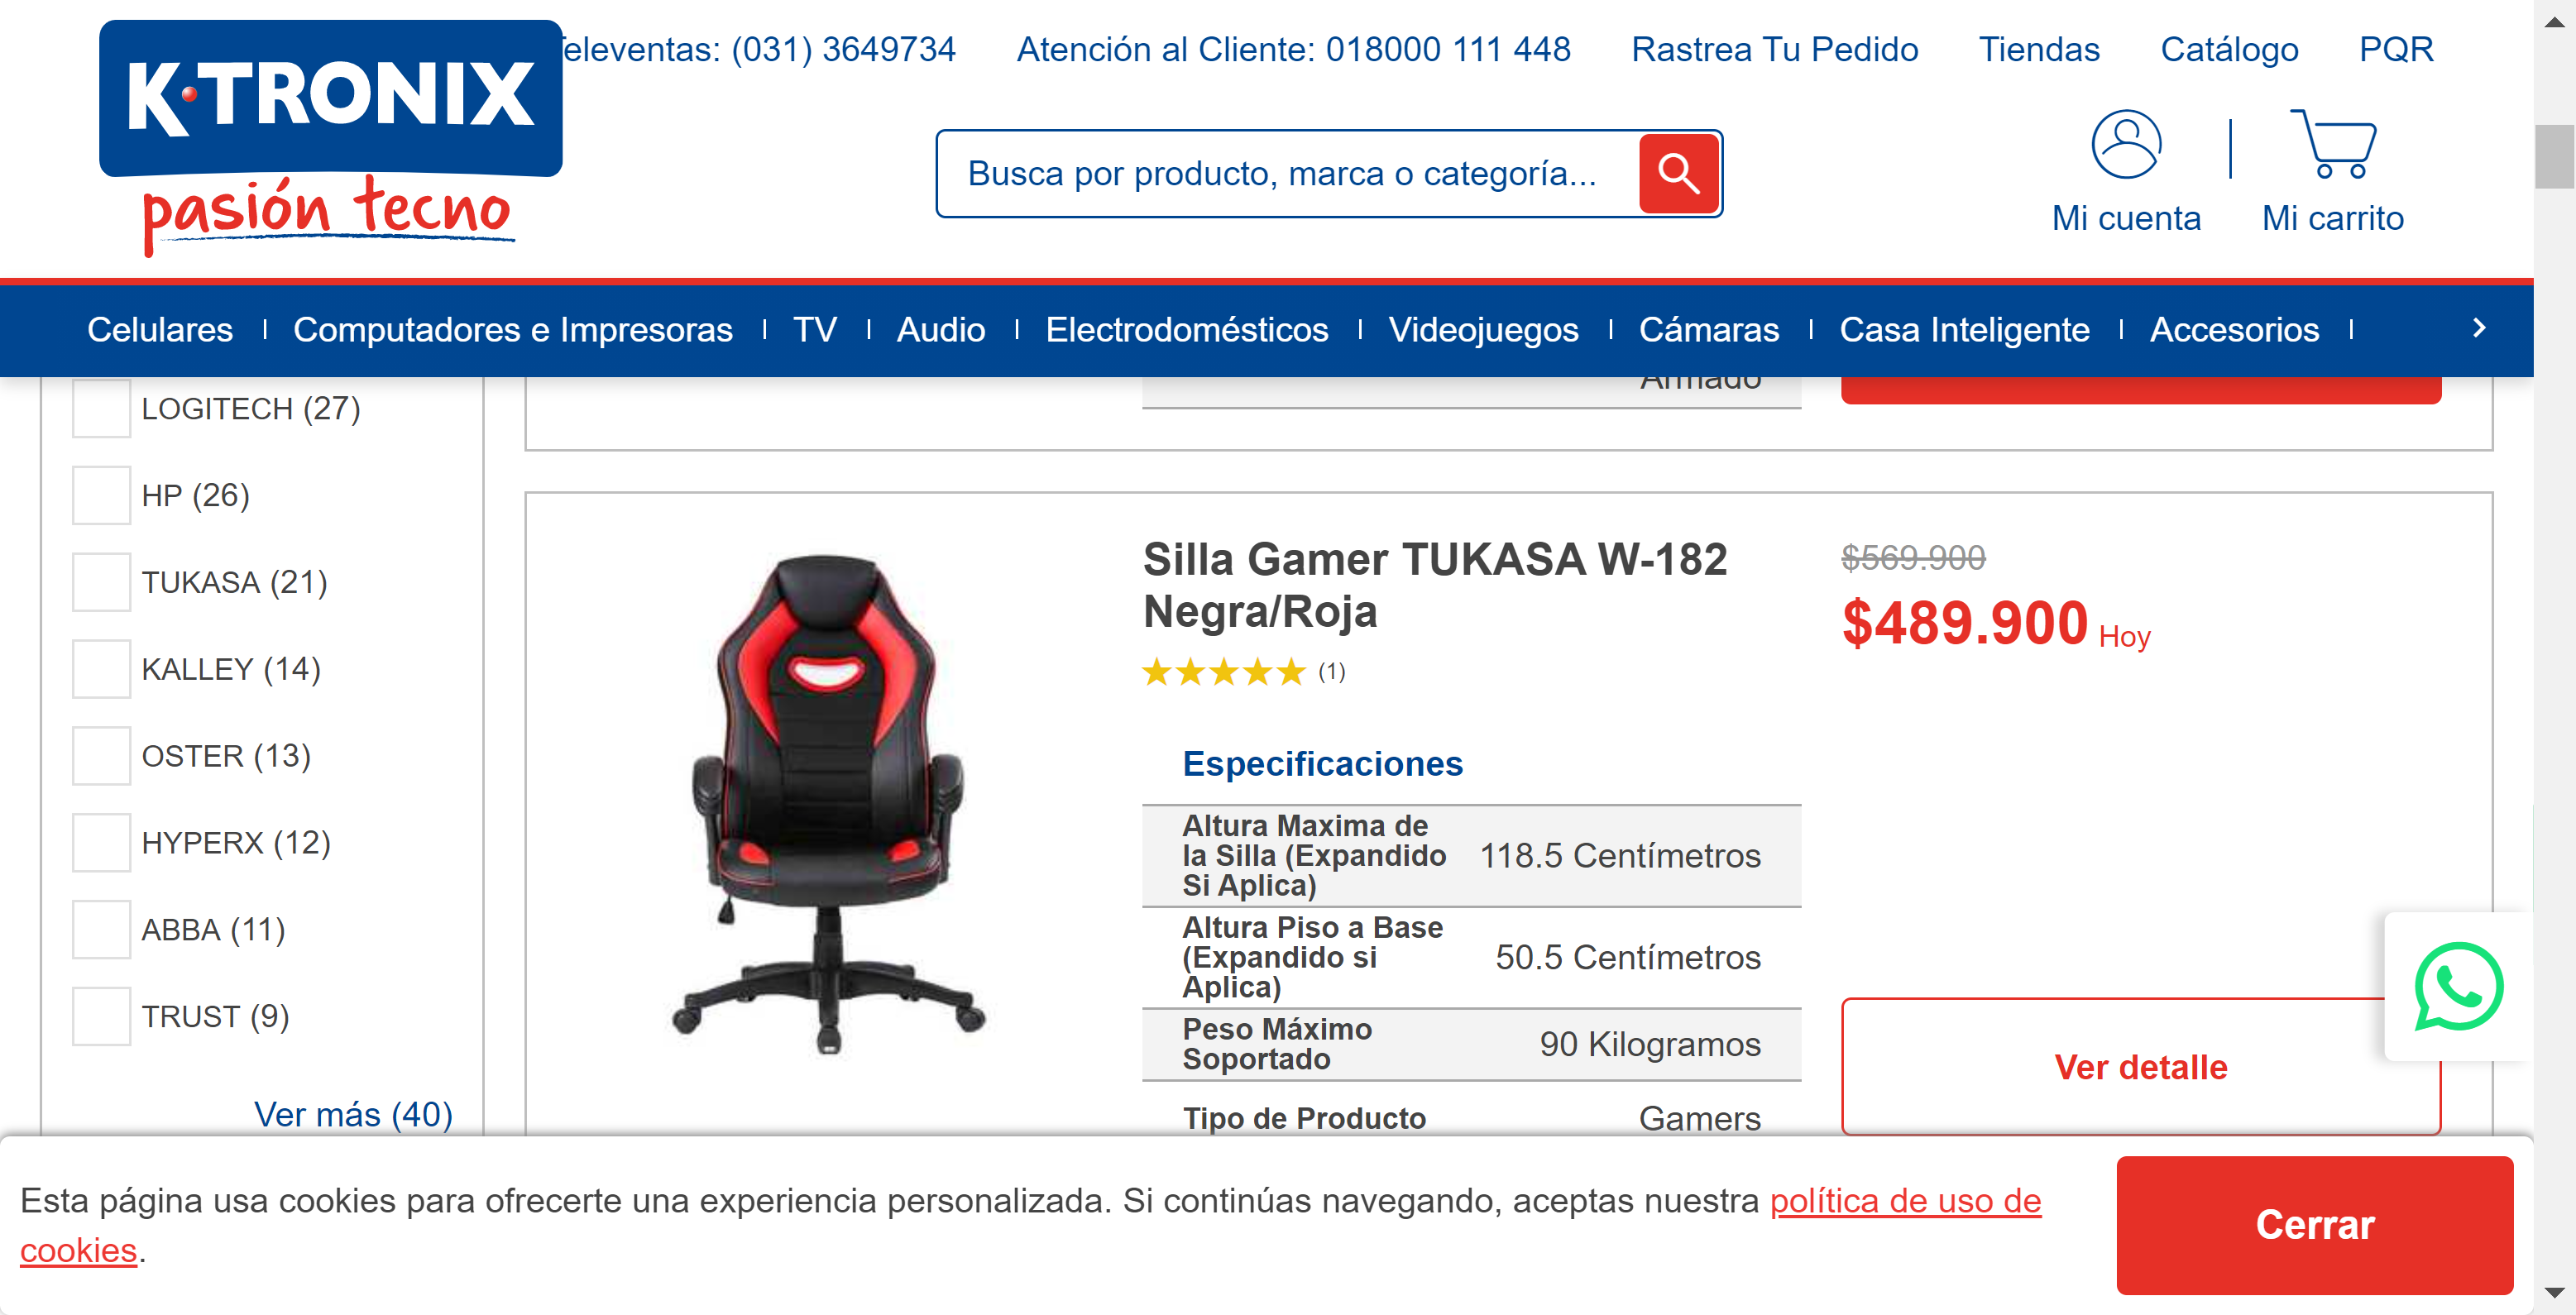 K·TRONIX
pasión tecno
Televentas: (031) 3649734
Atención al Cliente: 018000 111 448
Rastrea Tu Pedido
Tiendas
Catálogo
PQR
Busca por producto, marca o categoría...
Mi cuenta
Mi carrito
Celulares
Computadores e Impresoras
TV
Audio
Electrodomésticos
Videojuegos
Cámaras
Casa Inteligente
Accesorios
LOGITECH (27)
HP (26)
TUKASA (21)
KALLEY (14)
OSTER (13)
HYPERX (12)
ABBA (11)
TRUST (9)
Ver más (40)
Armado
Silla Gamer TUKASA W-182
Negra/Roja
(1)
$569.900
$489.900 Hoy
Especificaciones
Altura Maxima de
la Silla (Expandido
Si Aplica)
118.5 Centímetros
Altura Piso a Base
(Expandido si
Aplica)
50.5 Centímetros
Peso Máximo
Soportado
90 Kilogramos
Tipo de Producto
Gamers
Ver detalle
Esta página usa cookies para ofrecerte una experiencia personalizada. Si continúas navegando, aceptas nuestra política de uso de
cookies.
Cerrar